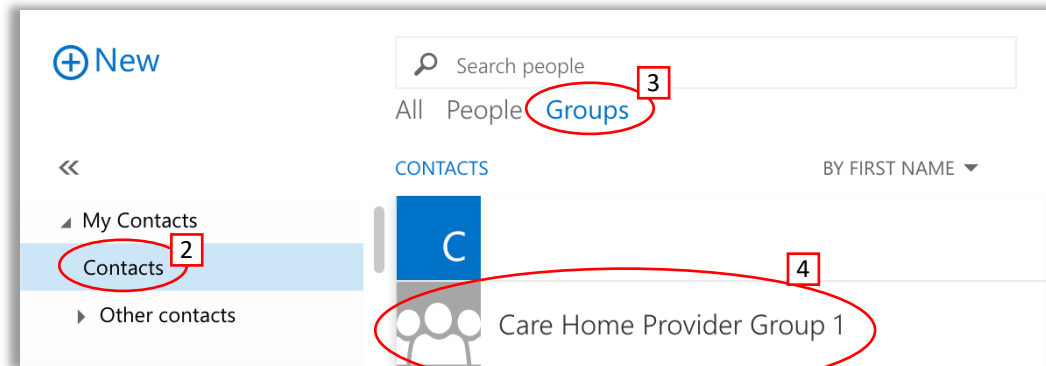 New
Search people
3
All People Groups
CONTACTS
BY FIRST NAME
My Contacts
2
Contacts
C
4
Other contacts
Care Home Provider Group 1